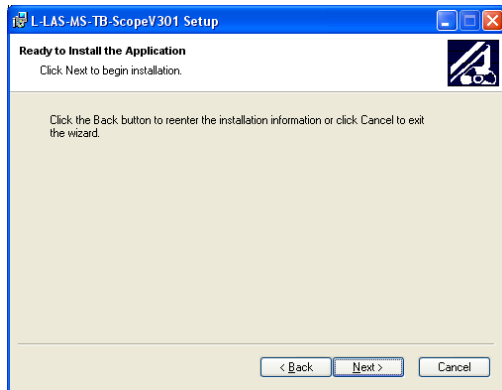 L-LAS-MS-TB-ScopeV301 Setup
Ready to Install the Application
Click Next to begin installation.
Click the Back button to reenter the installation information or click Cancel to exit
the wizard.
< Back
Next >
Cancel